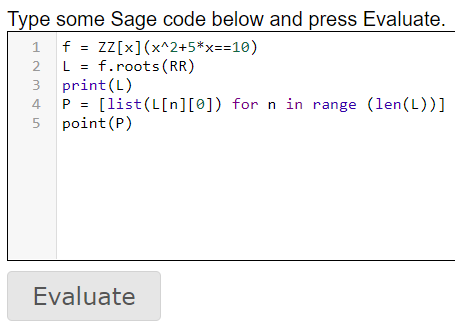 Type some Sage code below and press Evaluate.
1 f = ZZ[x](x^2+5*x==10)
2 L = f.roots(RR)
3 print(L)
4 P = [list(L[n][0]) for n in range (len(L))]
5 point(P)
Evaluate